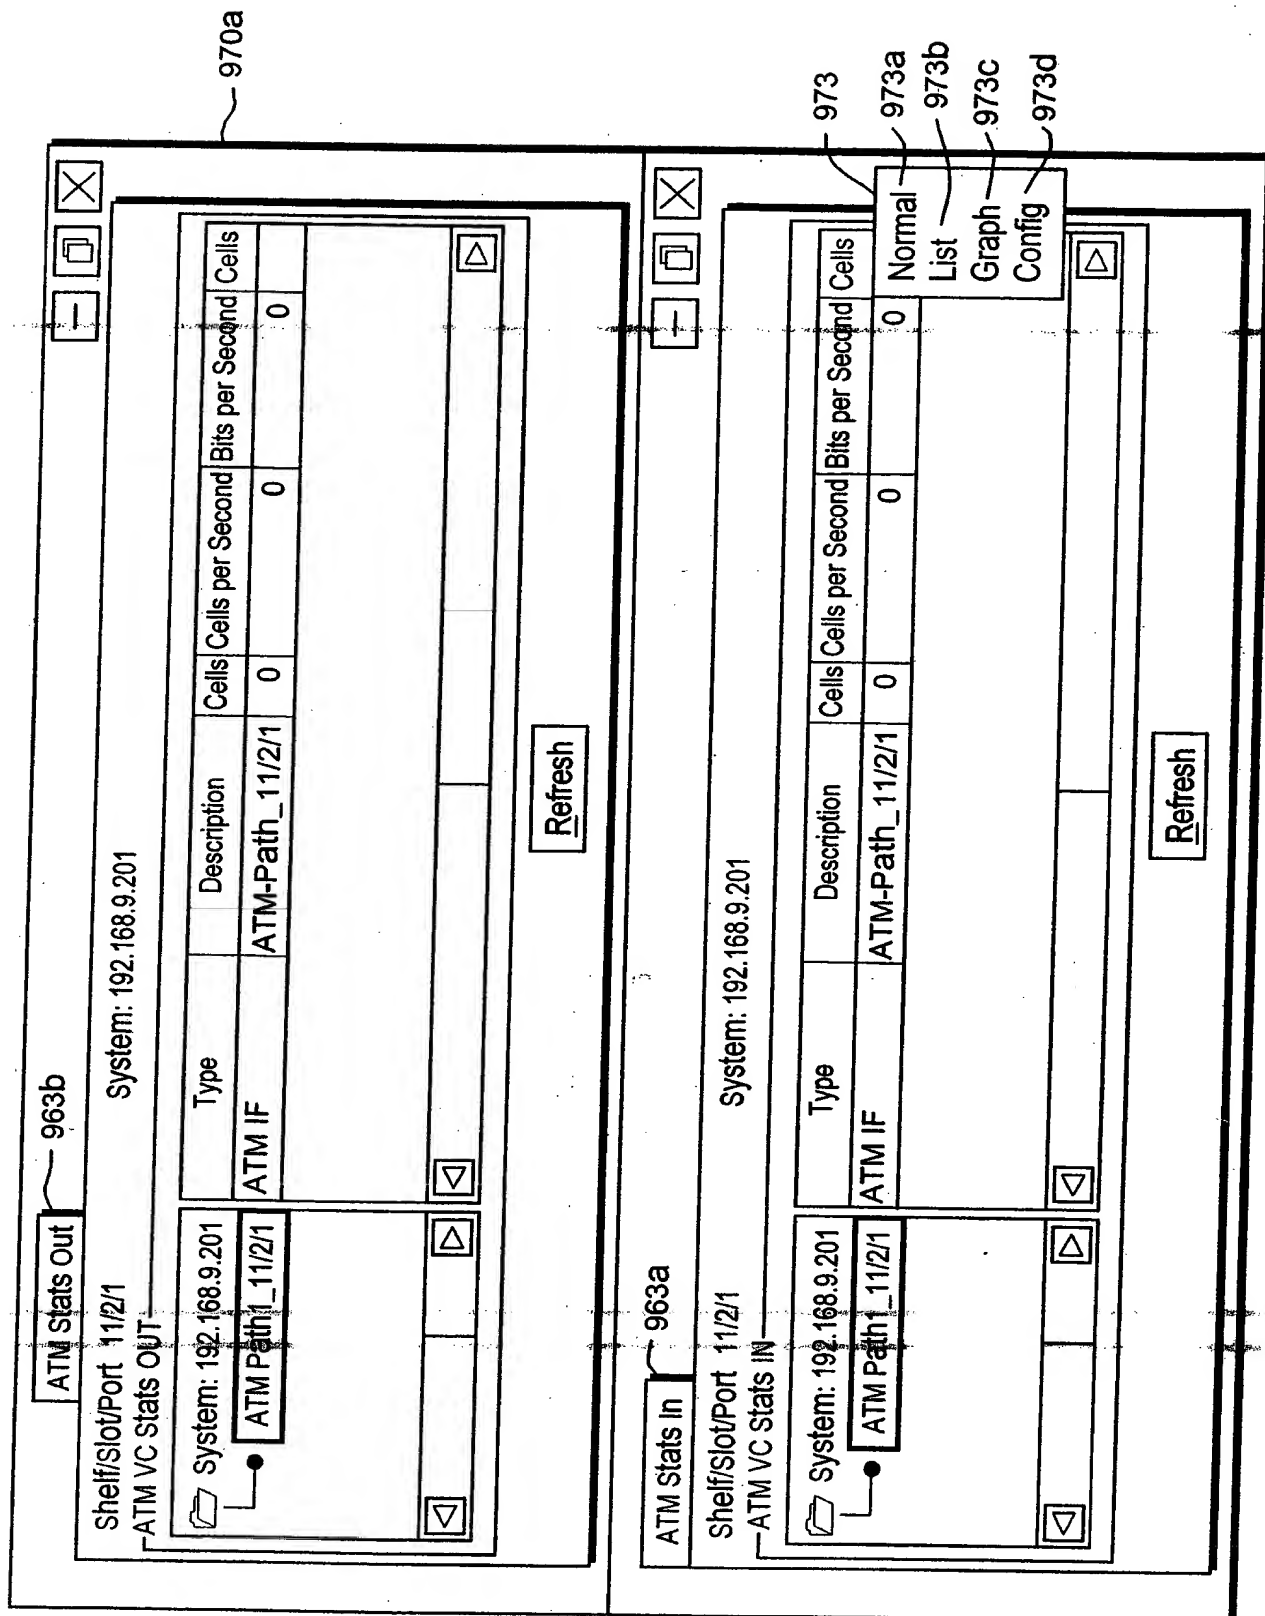 970a
ATM Stats Out
963b
Shelf/Slot/Port 11/2/1
System: 192.168.9.201
ATM VC Stats OUT
System: 192.168.9.201
ATM Path1_11/2/1
Type Description Cells Cells per Second Bits per Second Cells
ATM IF ATM-Path_11/2/1 0 0 0
Refresh
ATM Stats In
963a
Shelf/Slot/Port 11/2/1
System: 192.168.9.201
ATM VC Stats IN
System: 192.168.9.201
ATM Path1_11/2/1
Type Description Cells Cells per Second Bits per Second Cells
ATM IF ATM-Path_11/2/1 0 0 0
Normal
List
Graph
Config
973
973a
973b
973c
973d
Refresh